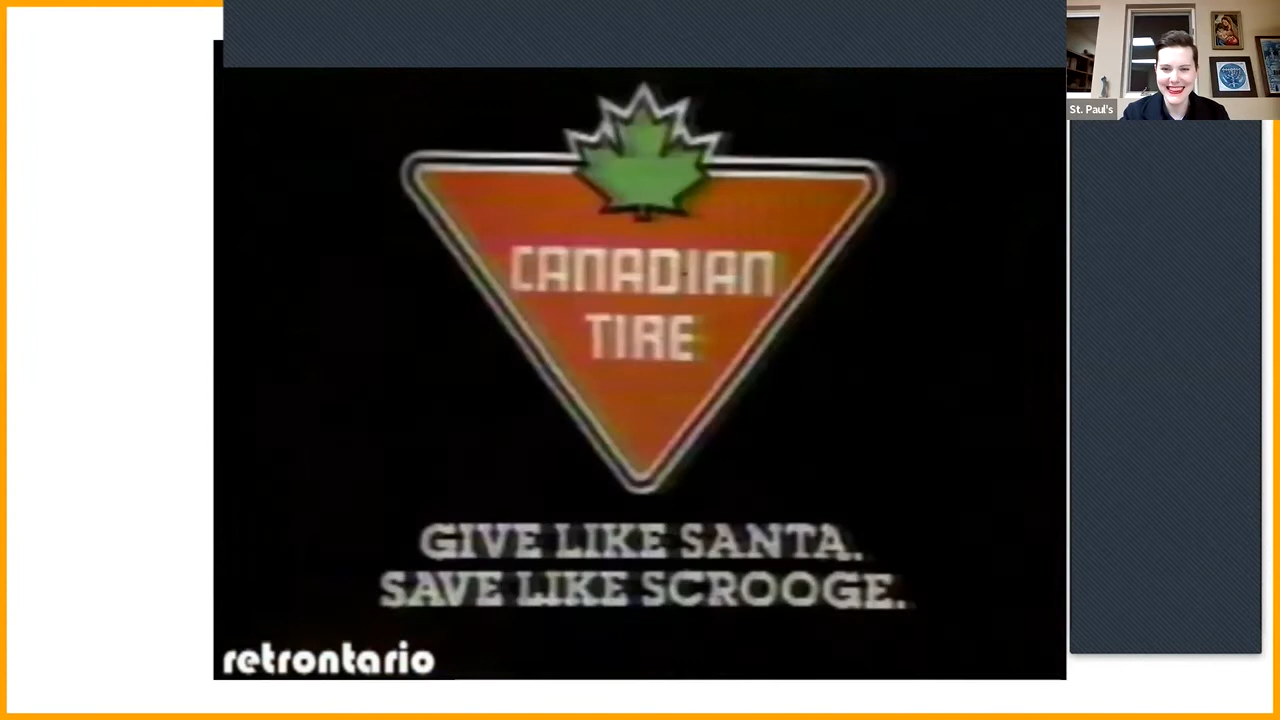 St. Paul's
CANADIAN
TIRE
GIVE LIKE SANTA.
SAVE LIKE SCROOGE.
retrontario